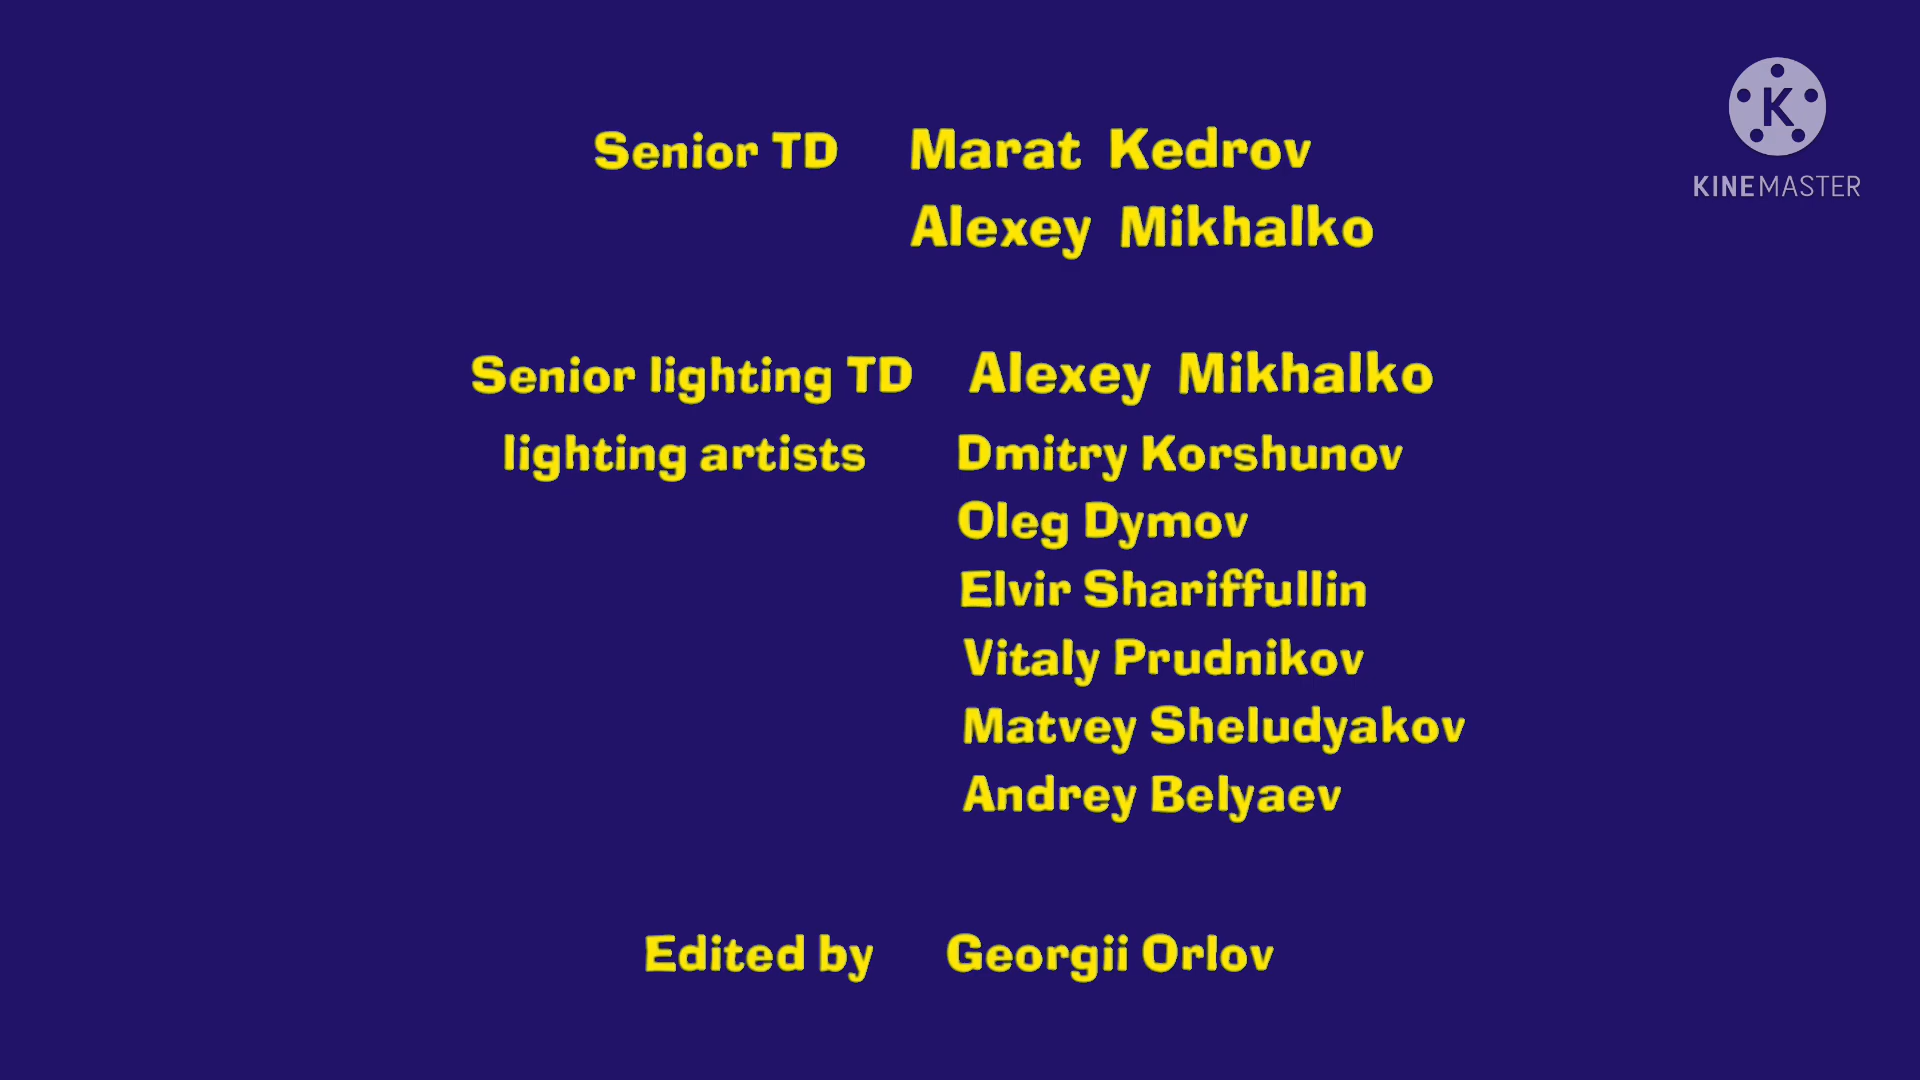 Senior TD Marat Kedrov
Alexey Mikhalko
Senior lighting TD Alexey Mikhalko
lighting artists Dmitry Korshunov
Oleg Dymov
Elvir Shariffullin
Vitaly Prudnikov
Matvey Sheludyakov
Andrey Belyaev
Edited by Georgii Orlov
K
KINEMASTER